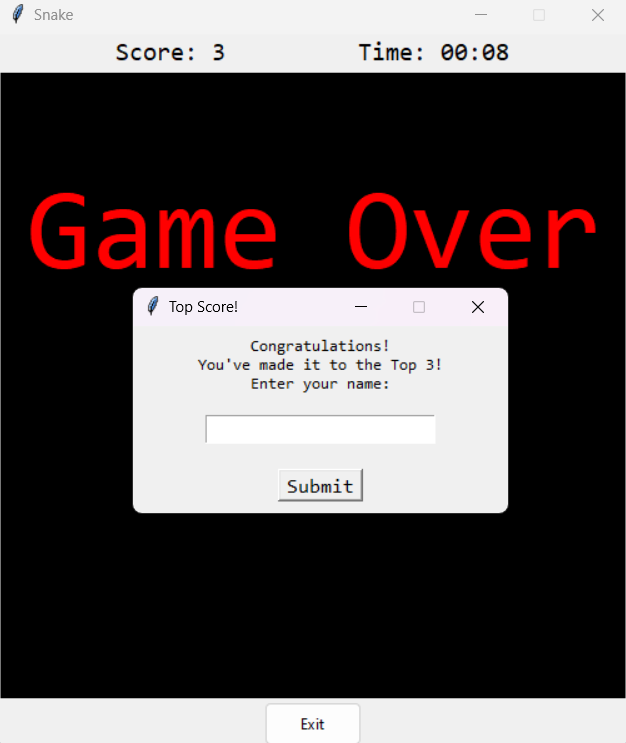 Snake
Score: 3 Time: 00:08
Game Over
Top Score!
Congratulations!
You've made it to the Top 3!
Enter your name:
Submit
Exit